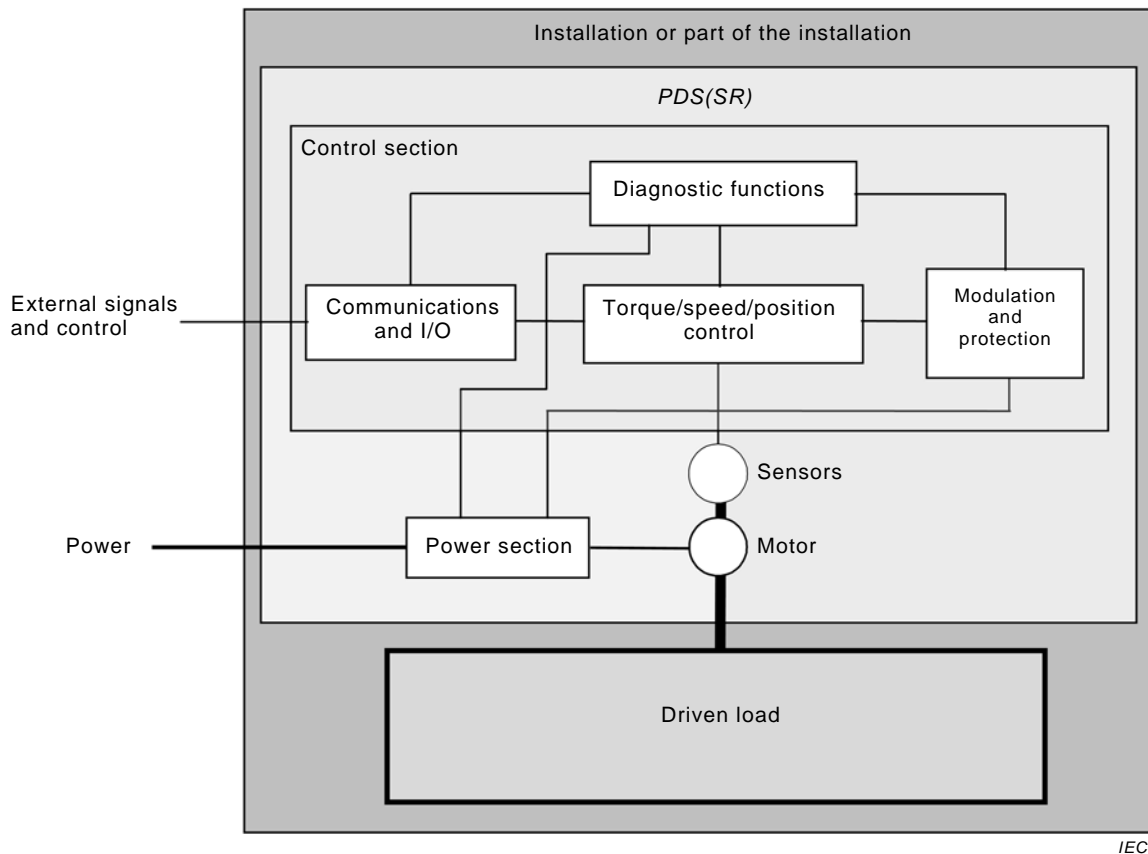 Installation or part of the installation
PDS(SR)
Control section
Diagnostic functions
External signals
and control
Communications
and I/O
Torque/speed/position
control
Modulation
and
protection
Sensors
Power
Power section
Motor
Driven load
IEC